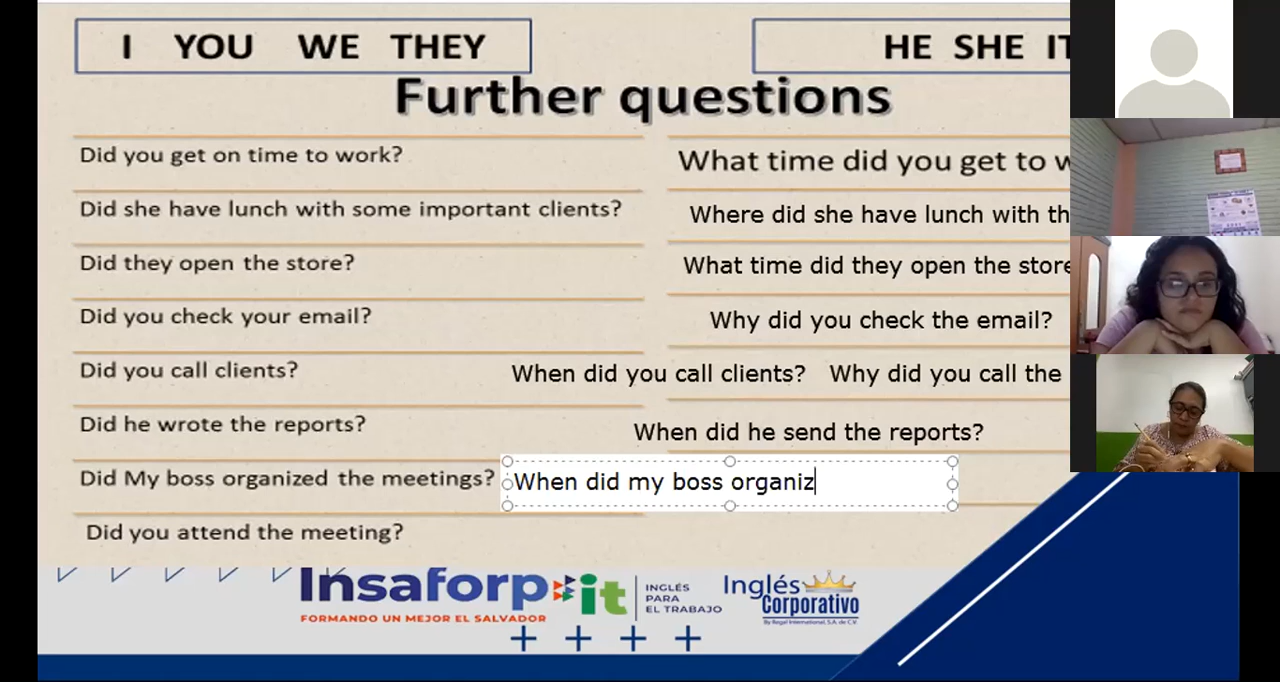 I YOU WE THEY
HE SHE IT
Further questions
Did you get on time to work?
What time did you get to w
Did she have lunch with some important clients?
Where did she have lunch with th
Did they open the store?
What time did they open the store
Did you check your email?
Why did you check the email?
Did you call clients?
When did you call clients? Why did you call the
Did he wrote the reports?
When did he send the reports?
Did My boss organized the meetings?
When did my boss organiz
Did you attend the meeting?
Insaforp it
FORMANDO UN MEJOR EL SALVADOR
INGLÉS
PARA
EL TRABAJO
Inglés
Corporativo
By Regal International, S.A. de C.V.